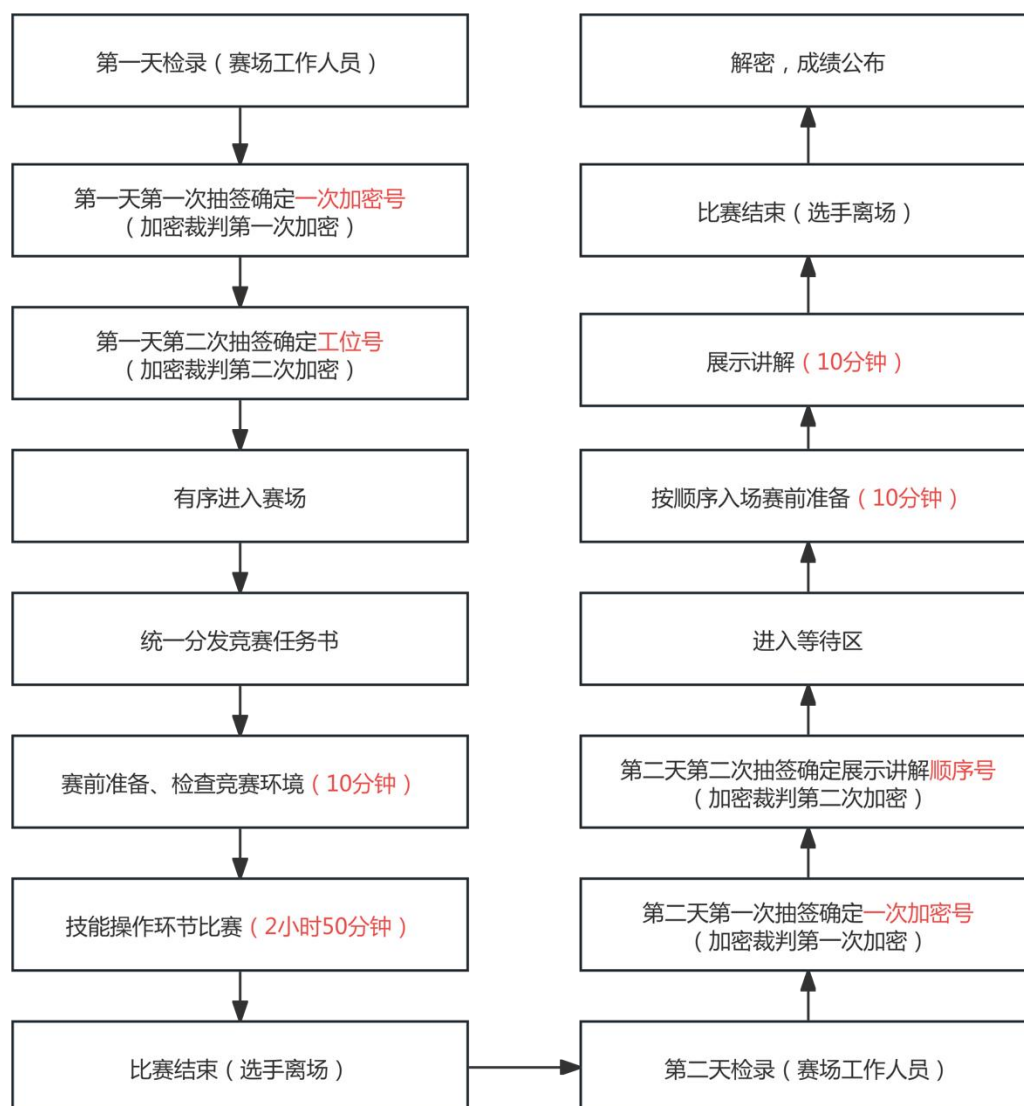 第一天检录（赛场工作人员）
第一天第一次抽签确定一次加密号
（加密裁判第一次加密）
第一天第二次抽签确定工位号
（加密裁判第二次加密）
有序进入赛场
统一分发竞赛任务书
赛前准备、检查竞赛环境（10分钟）
技能操作环节比赛（2小时50分钟）
比赛结束（选手离场）
第二天检录（赛场工作人员）
第二天第一次抽签确定一次加密号
（加密裁判第一次加密）
第二天第二次抽签确定展示讲解顺序号
（加密裁判第二次加密）
进入等待区
按顺序入场赛前准备（10分钟）
展示讲解（10分钟）
比赛结束（选手离场）
解密，成绩公布